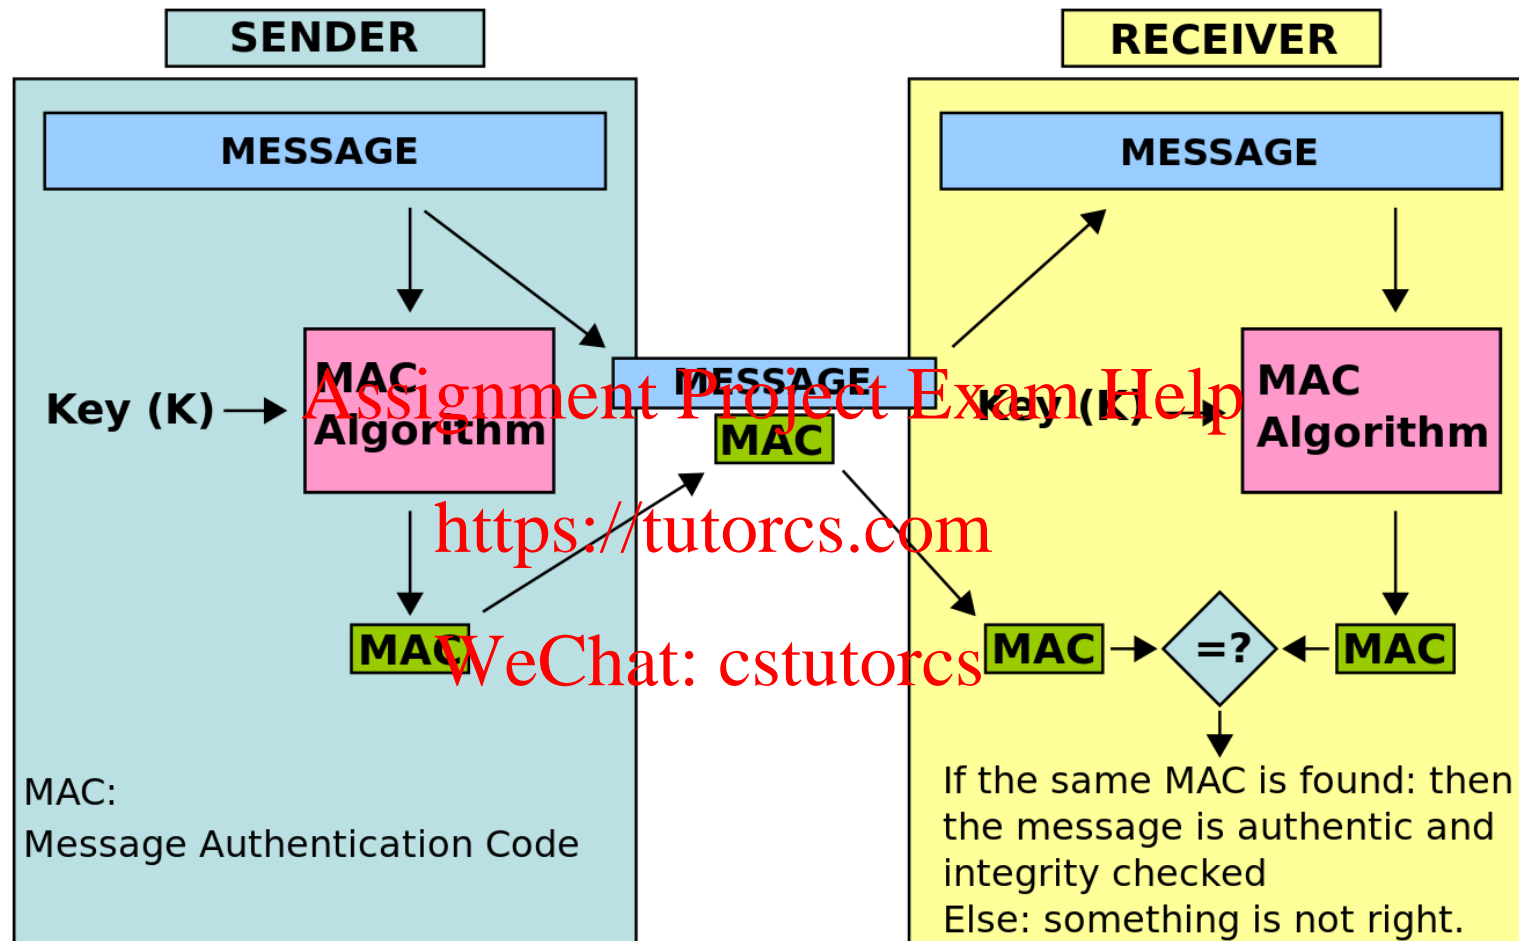 SENDER
RECEIVER
MESSAGE
MESSAGE
MAC
Algorithm
Key (K)
MESSAGE
MAC
Key (K)
MAC
Algorithm
Assignment Project Exam Help
https://tutorcs.com
WeChat: cstutorcs
MAC
MAC
=?
MAC
MAC:
Message Authentication Code
If the same MAC is found: then
the message is authentic and
integrity checked
Else: something is not right.